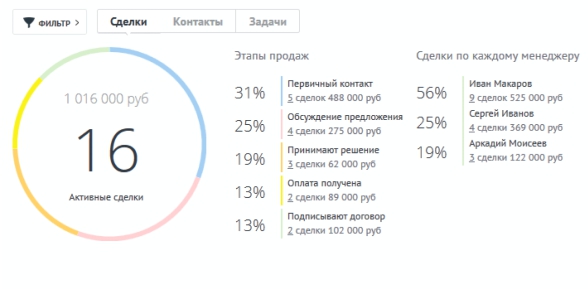 ФИЛЬТР
Сделки
Контакты
Задачи
1 016 000 руб
16
Активные сделки
Этапы продаж
31%
Первичный контакт
5 сделок 488 000 руб
25%
Обсуждение предложения
4 сделки 275 000 руб
19%
Принимают решение
3 сделки 62 000 руб
13%
Оплата получена
2 сделки 89 000 руб
13%
Подписывают договор
2 сделки 102 000 руб
Сделки по каждому менеджеру
56%
Иван Макаров
9 сделок 525 000 руб
25%
Сергей Иванов
4 сделки 369 000 руб
19%
Аркадий Моисеев
3 сделки 122 000 руб